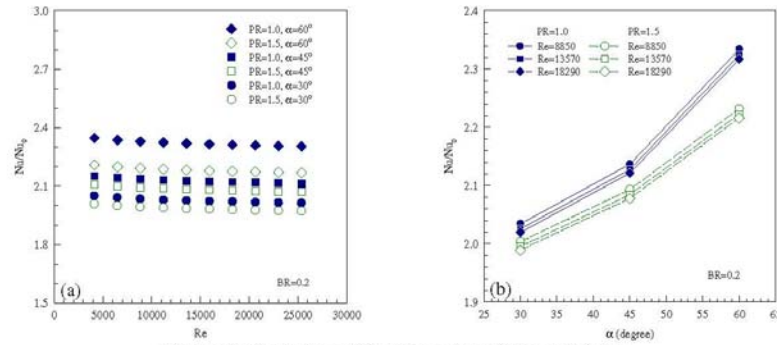 3.0
2.7
2.4
2.1
1.8
1.5
Nu/Nu₀
PR=1.0, α=60°
PR=1.5, α=60°
PR=1.0, α=45°
PR=1.5, α=45°
PR=1.0, α=30°
PR=1.5, α=30°
(a)
BR=0.2
0 5000 10000 15000 20000 25000 30000
Re
2.4
2.3
2.2
2.1
2.0
1.9
Nu/Nu₀
PR=1.0 PR=1.5
Re=8850 Re=8850
Re=13570 Re=13570
Re=18290 Re=18290
(b)
BR=0.2
25 30 35 40 45 50 55 60 65
α (degree)